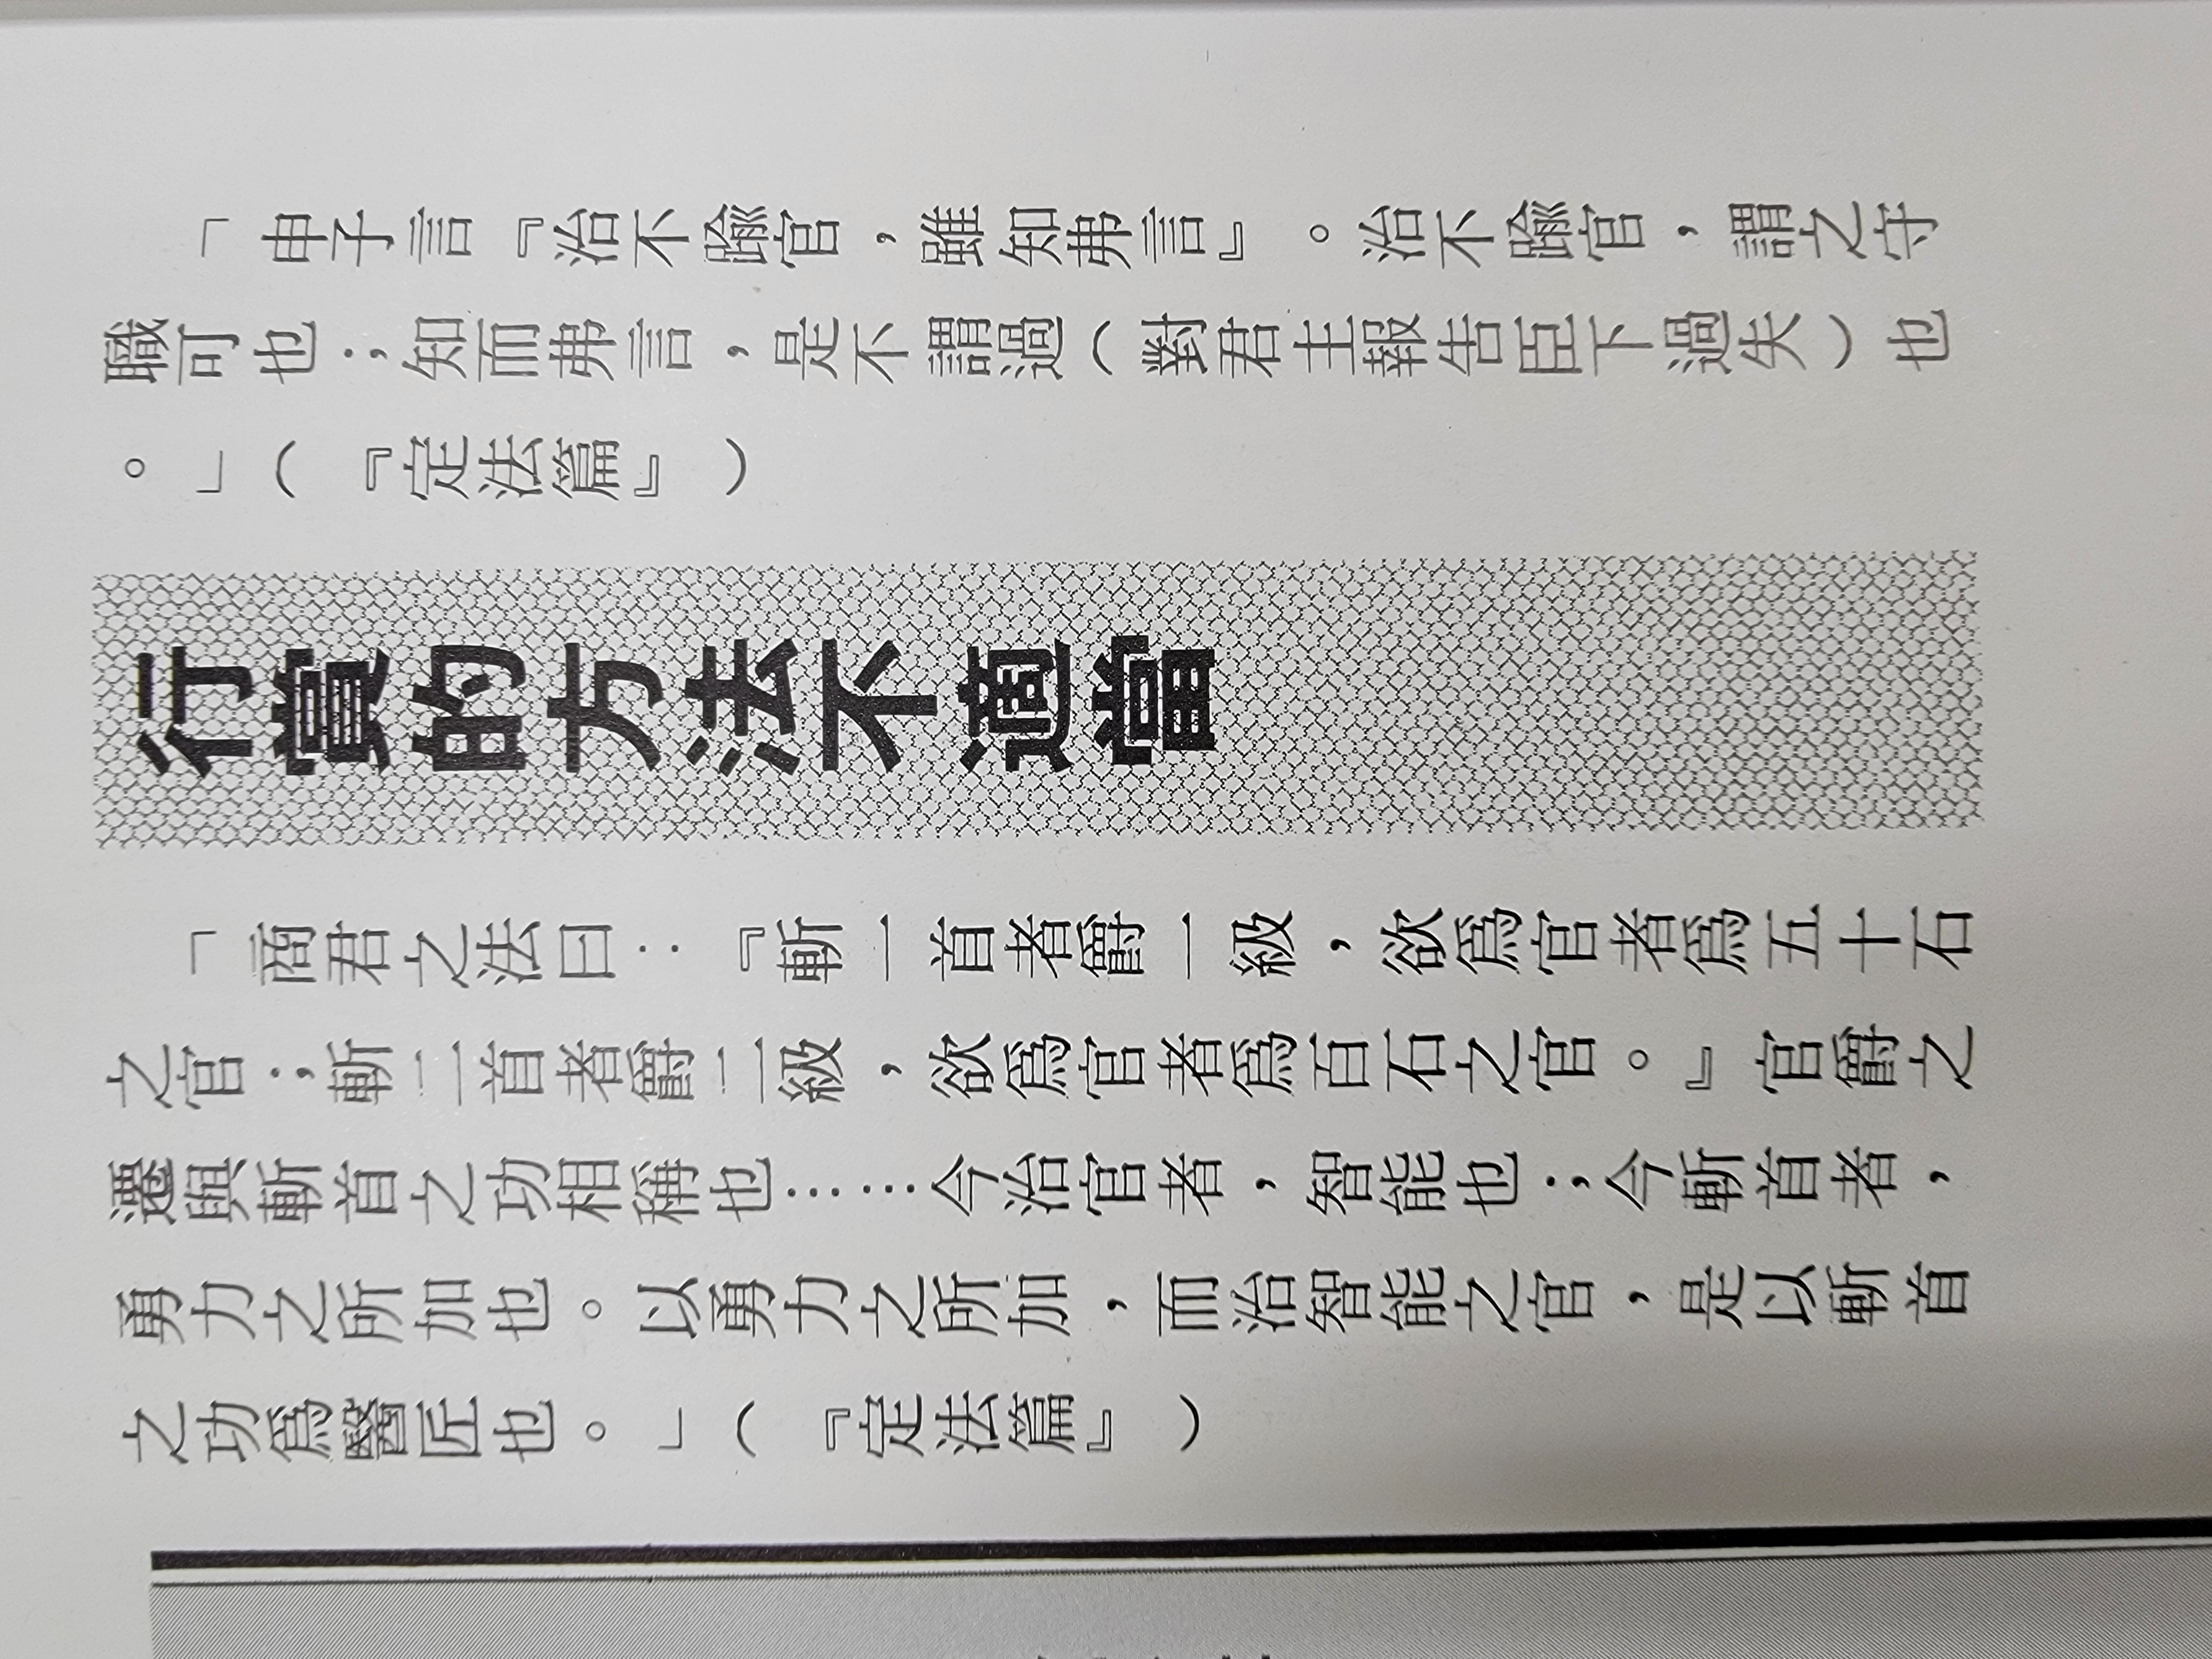 「申子言『治不踰官，雖知弗言』。治不踰官，謂之守
職可也；知而弗言，是不謂過（對君主報告臣下過失）也
。」（『定法篇』）
行賞的方法不適當
「商君之法曰：『斬一首者爵一級，欲爲官者爲五十石
之官；斬二首者爵二級，欲爲官者爲百石之官。』官爵之
遷與斬首之功相稱也……今治官者，智能也；今斬首者，
勇力之所加也。以勇力之所加，而治智能之官，是以斬首
之功爲醫匠也。」（『定法篇』）